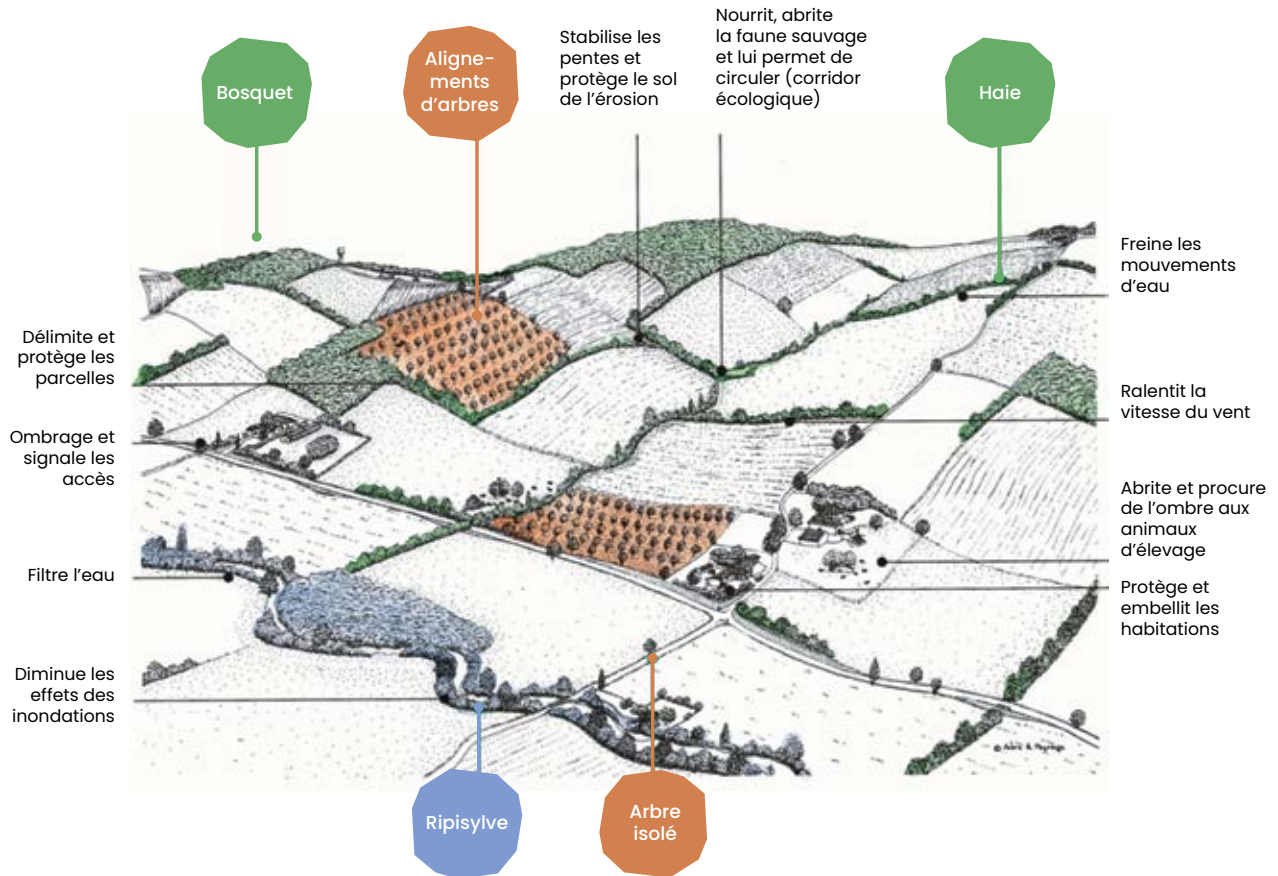 Bosquet
Aligne-
ments
d'arbres
Stabilise les
pentes et
protège le sol
de l'érosion
Nourrit, abrite
la faune sauvage
et lui permet de
circuler (corridor
écologique)
Haie
Freine les
mouvements
d'eau
Délimite et
protège les
parcelles
Ralentit la
vitesse du vent
Ombrage et
signale les
accès
Abrite et procure
de l'ombre aux
animaux
d'élevage
Filtre l'eau
Protège et
embellit les
habitations
Diminue les
effets des
inondations
Ripisylve
Arbre
isolé